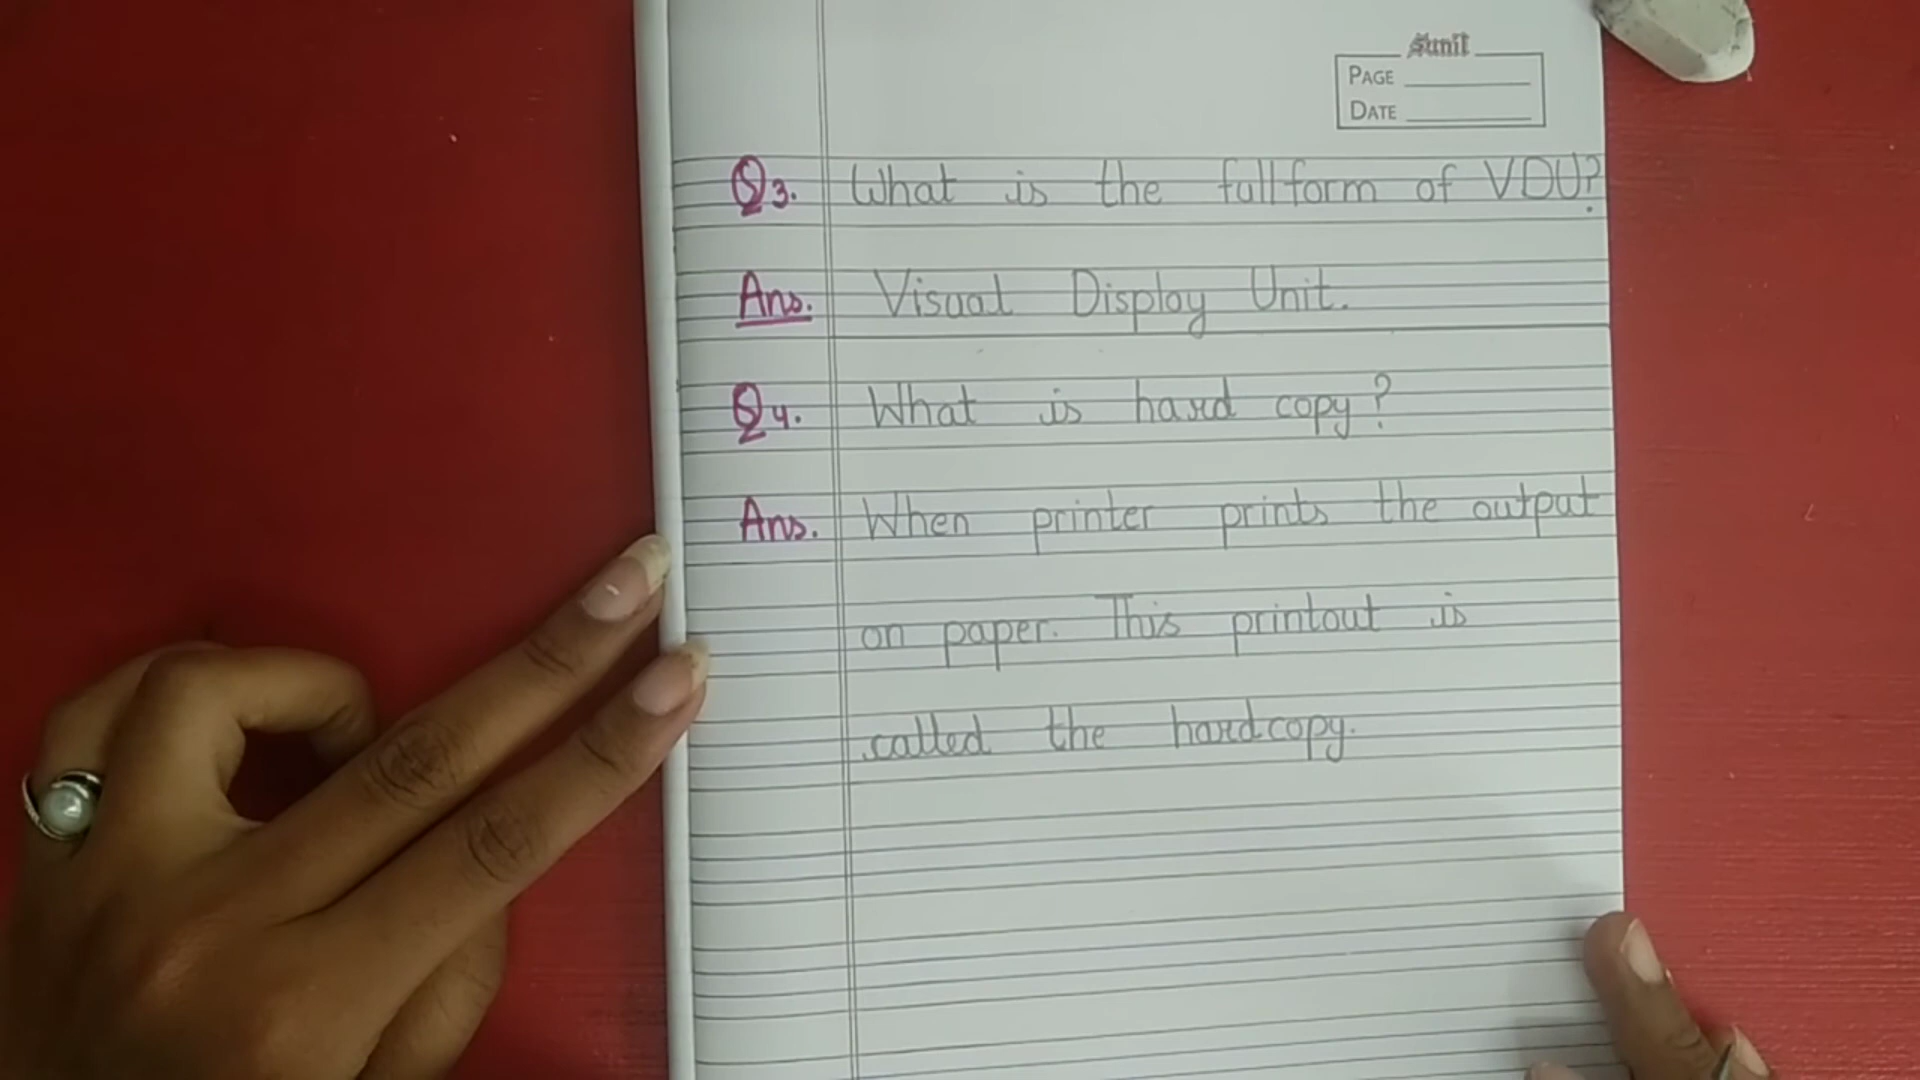 Sunil
PAGE
DATE
Q3. What is the fullform of VDU?
Ans. Visual Display Unit.
Q4. What is hard copy?
Ans. When printer prints the output
on paper. This printout is
called the hardcopy.